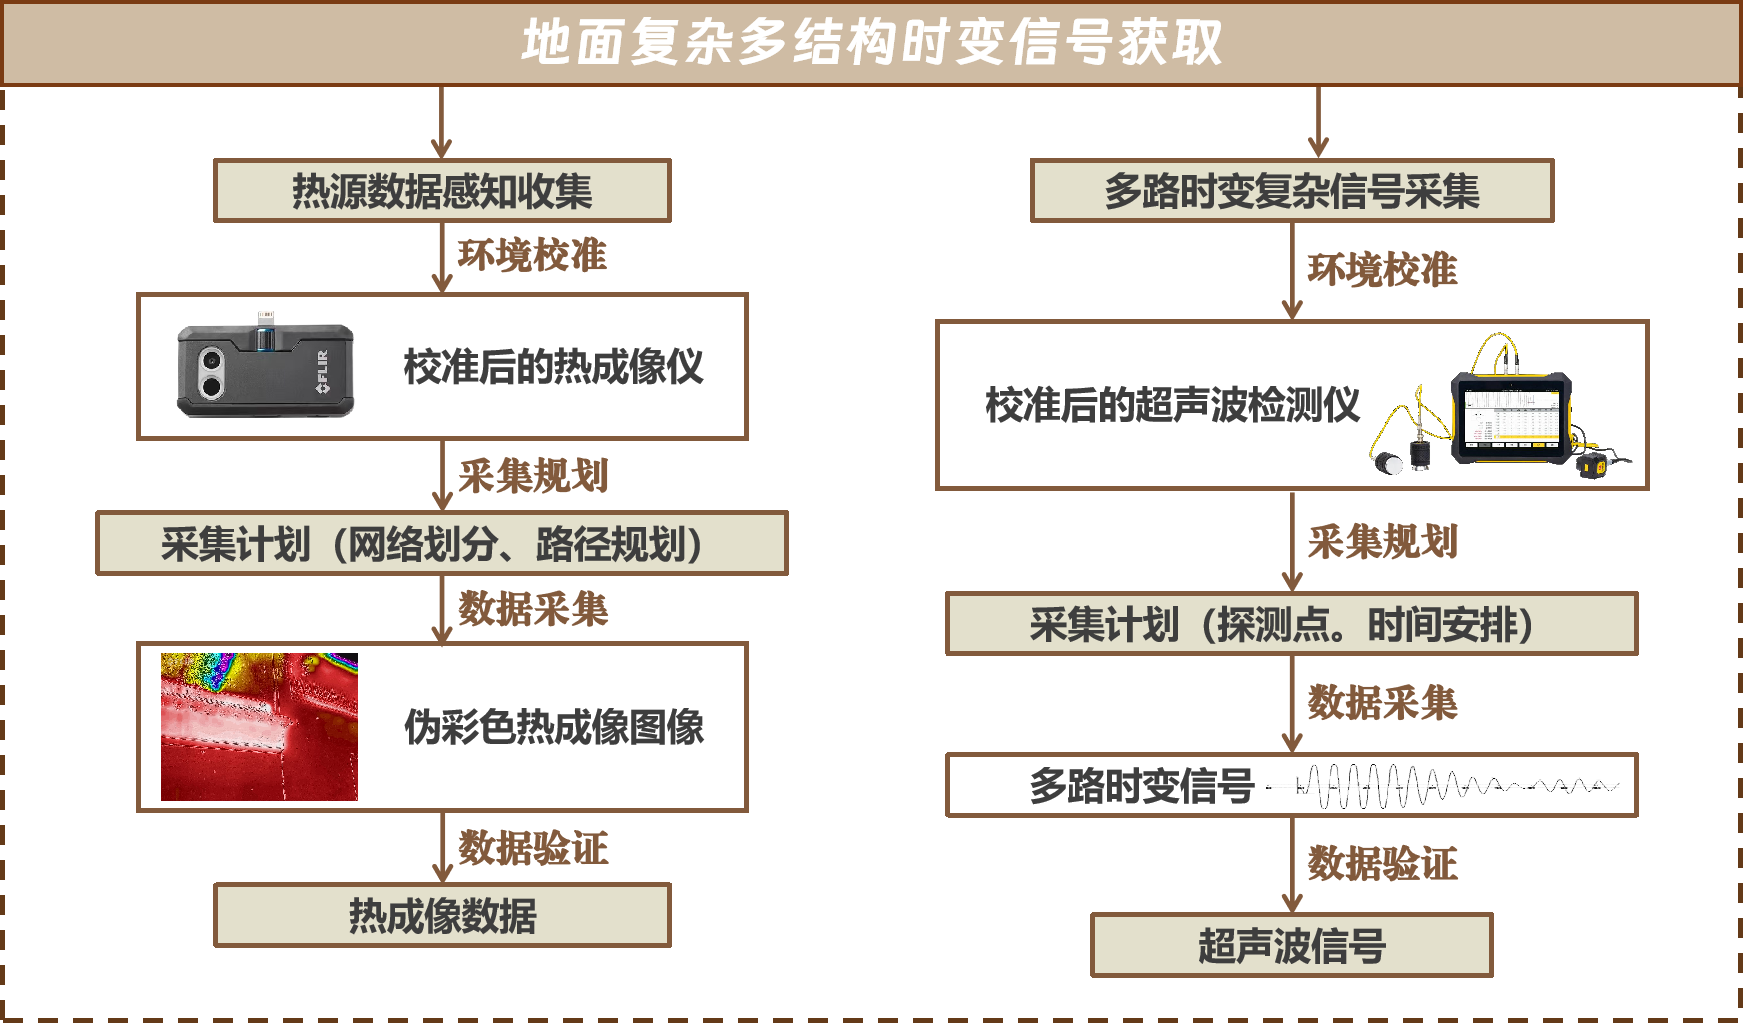 地面复杂多结构时变信号获取
热源数据感知收集
环境校准
FLIR
校准后的热成像仪
采集规划
采集计划（网络划分、路径规划）
数据采集
伪彩色热成像图像
数据验证
热成像数据
多路时变复杂信号采集
环境校准
校准后的超声波检测仪
采集规划
采集计划（探测点。时间安排）
数据采集
多路时变信号
数据验证
超声波信号